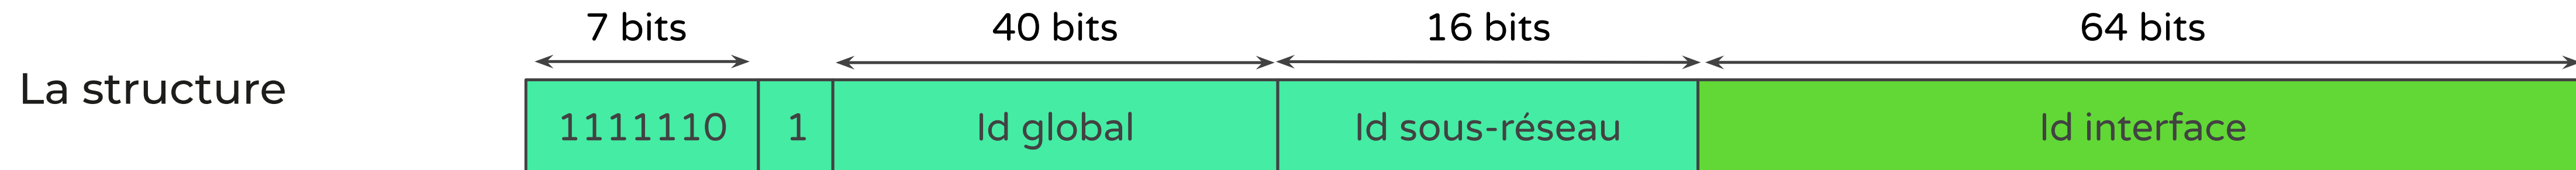 7 bits 40 bits 16 bits 64 bits
La structure
1111110 1 Id global Id sous-réseau Id interface